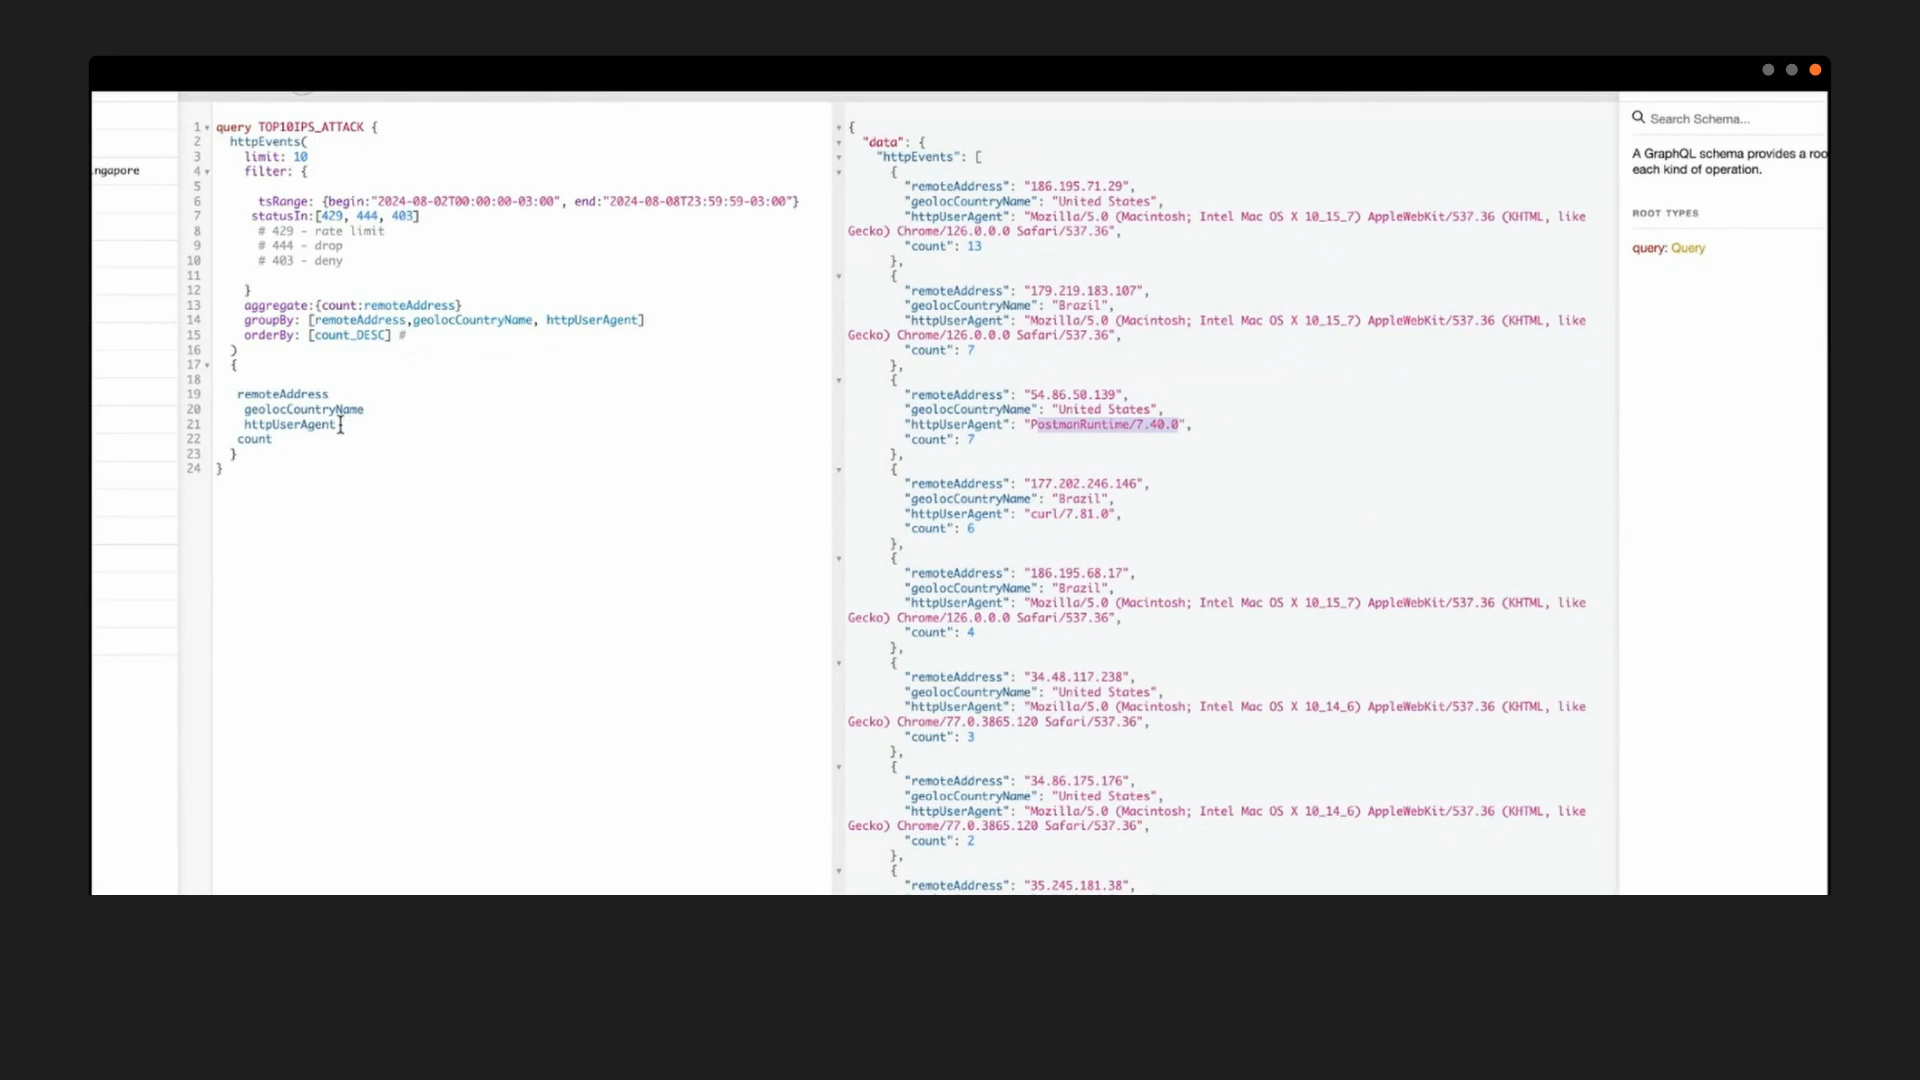 ngapore
1 query TOP10IPS_ATTACK {
2 httpEvents(
3 limit: 10
4 filter: {
5
6 tsRange: {begin:"2024-08-02T00:00:00-03:00", end:"2024-08-08T23:59:59-03:00"}
7 statusIn:[429, 444, 403]
8 # 429 - rate limit
9 # 444 - drop
10 # 403 - deny
11
12 }
13 aggregate:{count:remoteAddress}
14 groupBy: [remoteAddress,geolocCountryName, httpUserAgent]
15 orderBy: [count_DESC] #
16 )
17 {
18
19 remoteAddress
20 geolocCountryName
21 httpUserAgent
22 count
23 }
24 }
{
"data": {
"httpEvents": [
{
"remoteAddress": "186.195.71.29",
"geolocCountryName": "United States",
"httpUserAgent": "Mozilla/5.0 (Macintosh; Intel Mac OS X 10_15_7) AppleWebKit/537.36 (KHTML, like
Gecko) Chrome/126.0.0.0 Safari/537.36",
"count": 13
},
{
"remoteAddress": "179.219.183.107",
"geolocCountryName": "Brazil",
"httpUserAgent": "Mozilla/5.0 (Macintosh; Intel Mac OS X 10_15_7) AppleWebKit/537.36 (KHTML, like
Gecko) Chrome/126.0.0.0 Safari/537.36",
"count": 7
},
{
"remoteAddress": "54.86.50.139",
"geolocCountryName": "United States",
"httpUserAgent": "PostmanRuntime/7.40.0",
"count": 7
},
{
"remoteAddress": "177.202.246.146",
"geolocCountryName": "Brazil",
"httpUserAgent": "curl/7.81.0",
"count": 6
},
{
"remoteAddress": "186.195.68.17",
"geolocCountryName": "Brazil",
"httpUserAgent": "Mozilla/5.0 (Macintosh; Intel Mac OS X 10_15_7) AppleWebKit/537.36 (KHTML, like
Gecko) Chrome/126.0.0.0 Safari/537.36",
"count": 4
},
{
"remoteAddress": "34.48.117.238",
"geolocCountryName": "United States",
"httpUserAgent": "Mozilla/5.0 (Macintosh; Intel Mac OS X 10_14_6) AppleWebKit/537.36 (KHTML, like
Gecko) Chrome/77.0.3865.120 Safari/537.36",
"count": 3
},
{
"remoteAddress": "34.86.175.176",
"geolocCountryName": "United States",
"httpUserAgent": "Mozilla/5.0 (Macintosh; Intel Mac OS X 10_14_6) AppleWebKit/537.36 (KHTML, like
Gecko) Chrome/77.0.3865.120 Safari/537.36",
"count": 2
},
{
"remoteAddress": "35.245.181.38",
Search Schema...
A GraphQL schema provides a roo
each kind of operation.
ROOT TYPES
query: Query